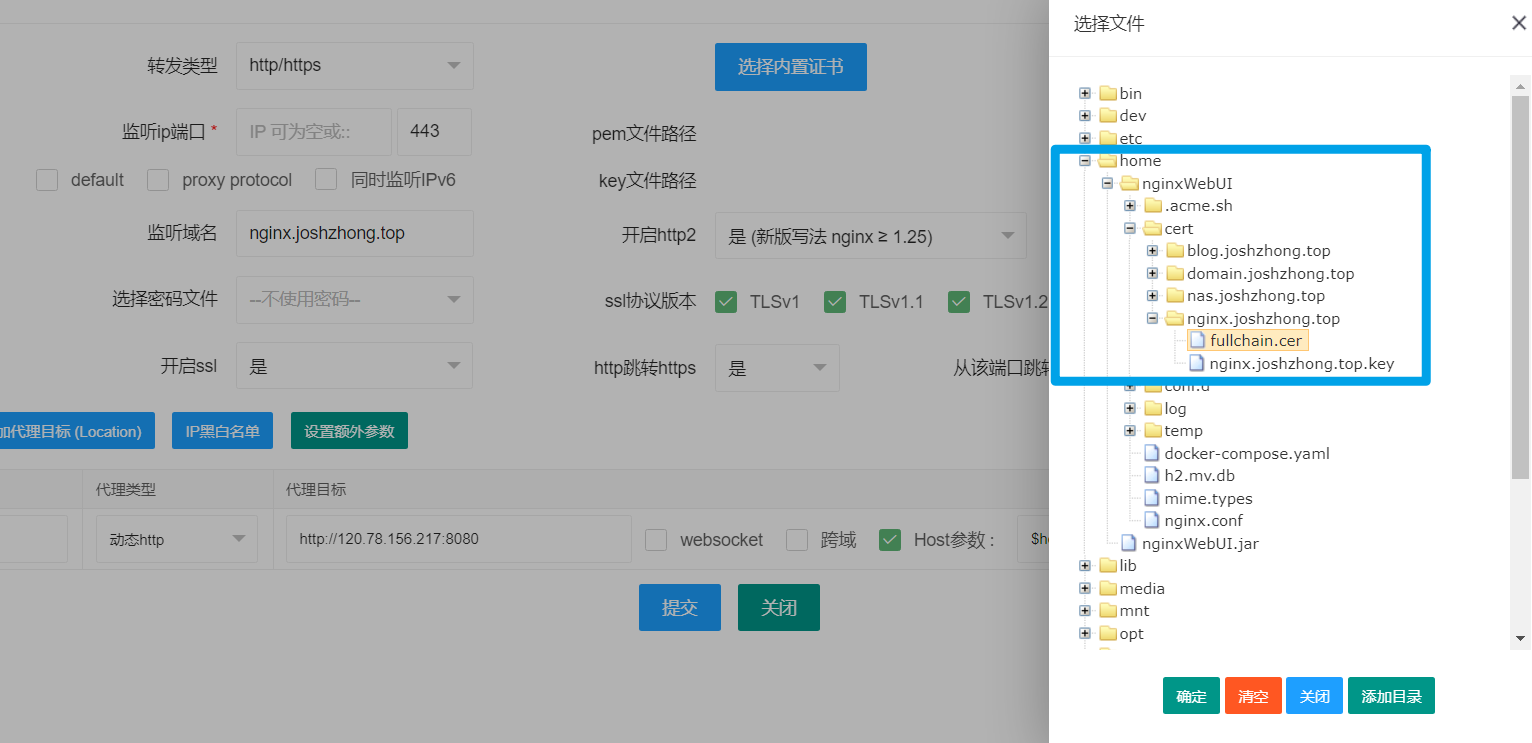 转发类型 http/https 选择内置证书
监听ip端口 * IP 可为空或:: 443 pem文件路径
default proxy protocol 同时监听IPv6 key文件路径
监听域名 nginx.joshzhong.top 开启http2 是 (新版写法 nginx ≥ 1.25)
选择密码文件 --不使用密码-- ssl协议版本 TLSv1 TLSv1.1 TLSv1.2
开启ssl 是 http跳转https 是 从该端口跳转
加代理目标 (Location) IP黑白名单 设置额外参数
代理类型 代理目标
动态http http://120.78.156.217:8080 websocket 跨域 Host参数 : $ho
提交 关闭
选择文件
bin
dev
etc
home
nginxWebUI
.acme.sh
cert
blog.joshzhong.top
domain.joshzhong.top
nas.joshzhong.top
nginx.joshzhong.top
fullchain.cer
nginx.joshzhong.top.key
conf.d
log
temp
docker-compose.yaml
h2.mv.db
mime.types
nginx.conf
nginxWebUI.jar
lib
media
mnt
opt
确定 清空 关闭 添加目录